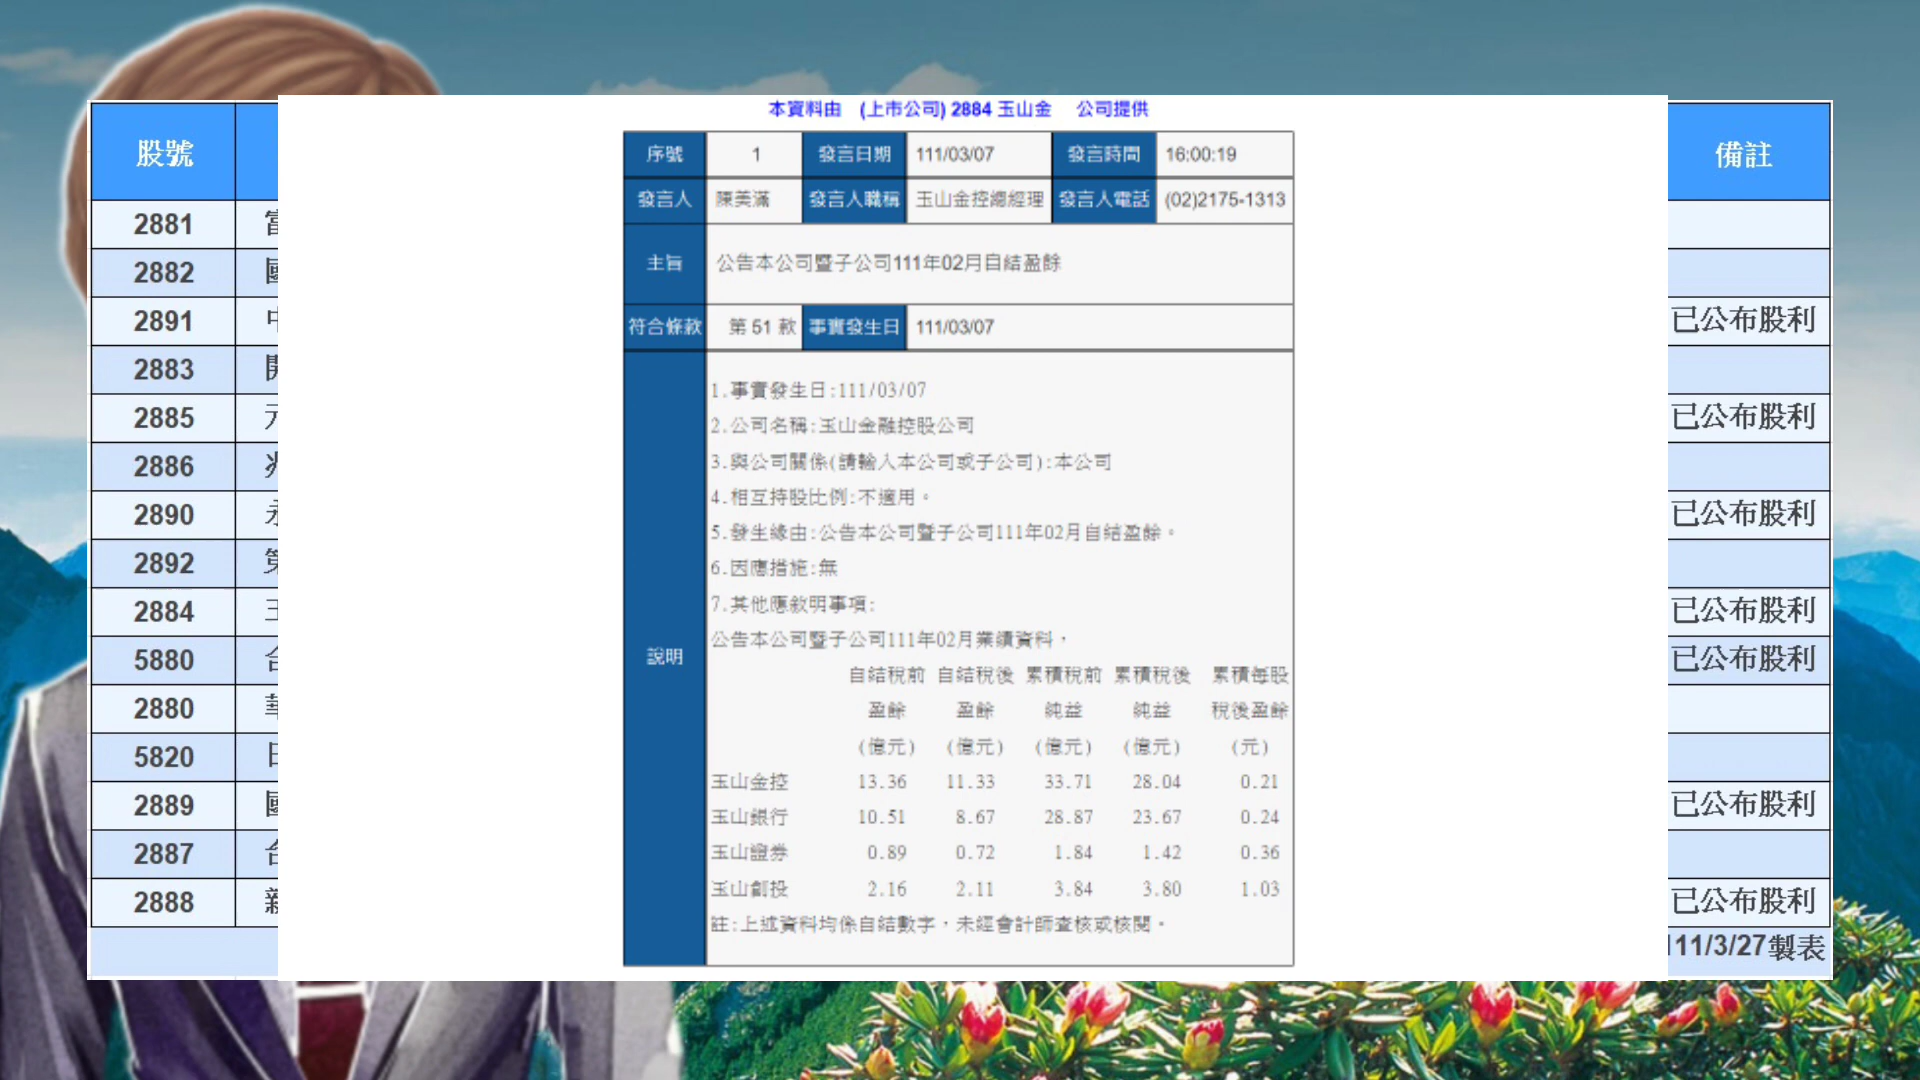 本資料由 (上市公司) 2884 玉山金 公司提供
序號 1 發言日期 111/03/07 發言時間 16:00:19
發言人 陳美滿 發言人職稱 玉山金控總經理 發言人電話 (02)2175-1313
主旨 公告本公司暨子公司111年02月自結盈餘
符合條款 第 51 款 事實發生日 111/03/07
說明
1.事實發生日:111/03/07
2.公司名稱:玉山金融控股公司
3.與公司關係(請輸入本公司或子公司):本公司
4.相互持股比例:不適用。
5.發生緣由:公告本公司暨子公司111年02月自結盈餘。
6.因應措施:無
7.其他應敘明事項:
公告本公司暨子公司111年02月業績資料，
自結稅前 自結稅後 累積稅前 累積稅後 累積每股
盈餘 盈餘 純益 純益 稅後盈餘
(億元) (億元) (億元) (億元) (元)
玉山金控 13.36 11.33 33.71 28.04 0.21
玉山銀行 10.51 8.67 28.87 23.67 0.24
玉山證券 0.89 0.72 1.84 1.42 0.36
玉山創投 2.16 2.11 3.84 3.80 1.03
註:上述資料均係自結數字，未經會計師查核或核閱。
股號 備註
2881
2882
2891 已公布股利
2883
2885 已公布股利
2886
2890 已公布股利
2892
2884 已公布股利
5880 已公布股利
2880
5820
2889 已公布股利
2887
2888 已公布股利
111/3/27製表